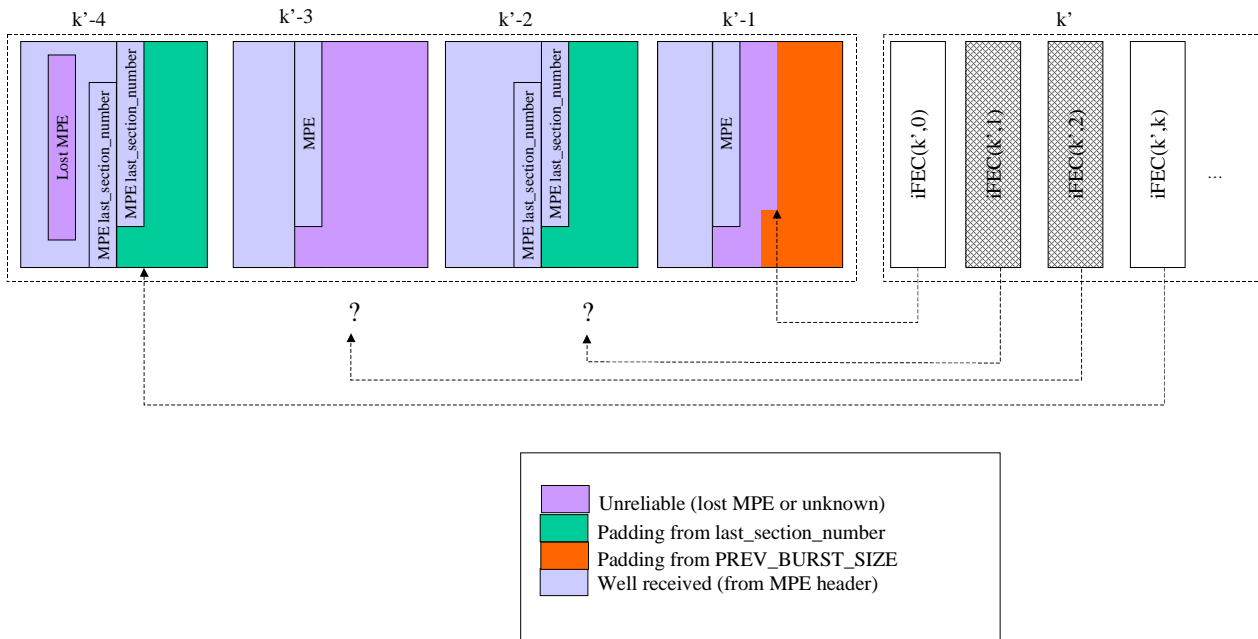 k’-4
k’-3
k’-2
k’-1
k’
Lost MPE
MPE last_section_number
MPE last_section_number
MPE
MPE last_section_number
MPE last_section_number
MPE
iFEC(k’,0)
iFEC(k’,1)
iFEC(k’,2)
iFEC(k’,k)
...
?
?
Unreliable (lost MPE or unknown)
Padding from last_section_number
Padding from PREV_BURST_SIZE
Well received (from MPE header)